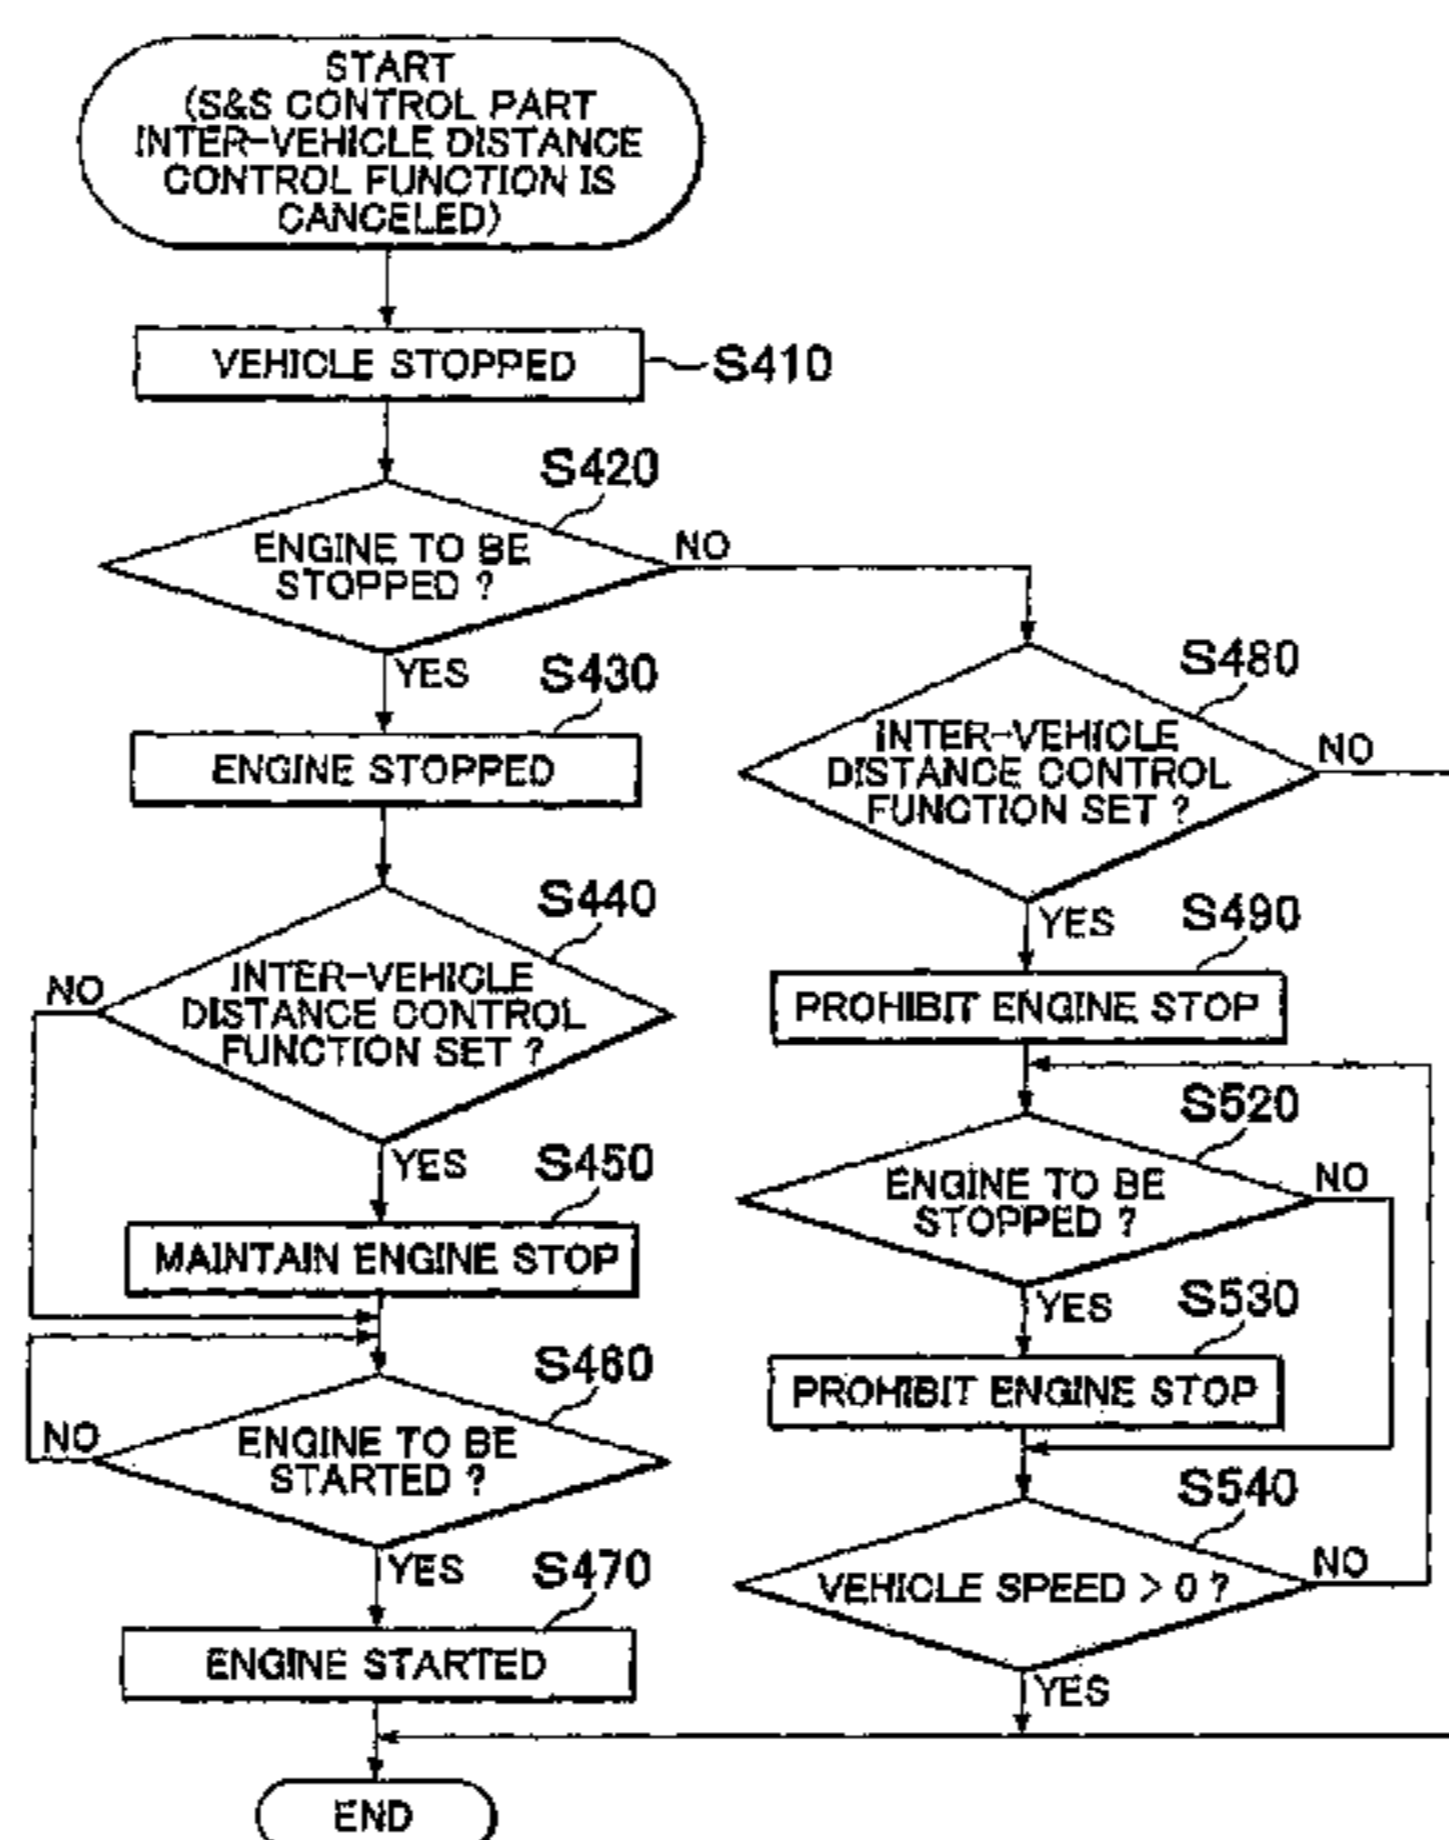 START
(S&S CONTROL PART
INTER-VEHICLE DISTANCE
CONTROL FUNCTION IS
CANCELED)
VEHICLE STOPPED
S410
S420
ENGINE TO BE
STOPPED ?
NO
YES
S430
ENGINE STOPPED
S440
INTER-VEHICLE
DISTANCE CONTROL
FUNCTION SET ?
NO
YES
S450
MAINTAIN ENGINE STOP
S460
ENGINE TO BE
STARTED ?
NO
YES
S470
ENGINE STARTED
END
S480
INTER-VEHICLE
DISTANCE CONTROL
FUNCTION SET ?
NO
YES
S490
PROHIBIT ENGINE STOP
S520
ENGINE TO BE
STOPPED ?
NO
YES
S530
PROHIBIT ENGINE STOP
S540
VEHICLE SPEED > 0 ?
NO
YES